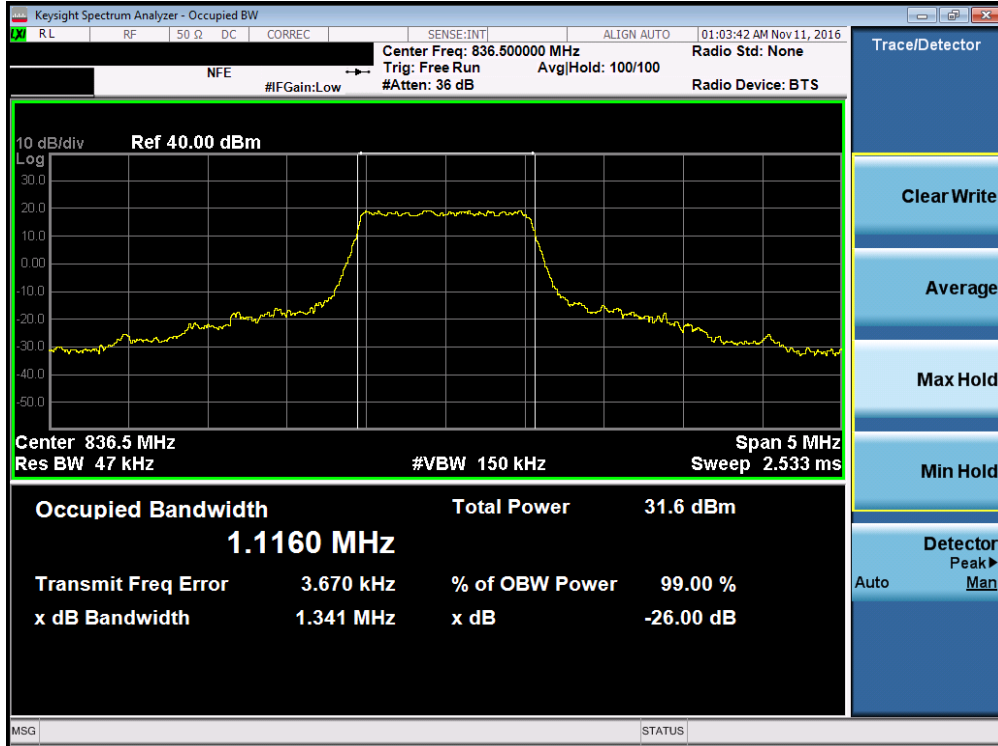 Keysight Spectrum Analyzer - Occupied BW
LXI RL RF 50 Ω DC CORREC SENSE:INT ALIGN AUTO 01:03:42 AM Nov 11, 2016
Center Freq: 836.500000 MHz Radio Std: None
NFE Trig: Free Run Avg|Hold: 100/100
#IFGain:Low #Atten: 36 dB Radio Device: BTS
Trace/Detector
10 dB/div Ref 40.00 dBm
Log
30.0
20.0
10.0
0.00
-10.0
-20.0
-30.0
-40.0
-50.0
Center 836.5 MHz Span 5 MHz
Res BW 47 kHz #VBW 150 kHz Sweep 2.533 ms
Occupied Bandwidth Total Power 31.6 dBm
1.1160 MHz
Transmit Freq Error 3.670 kHz % of OBW Power 99.00 %
x dB Bandwidth 1.341 MHz x dB -26.00 dB
Clear Write
Average
Max Hold
Min Hold
Detector
Peak▶
Auto Man
MSG STATUS